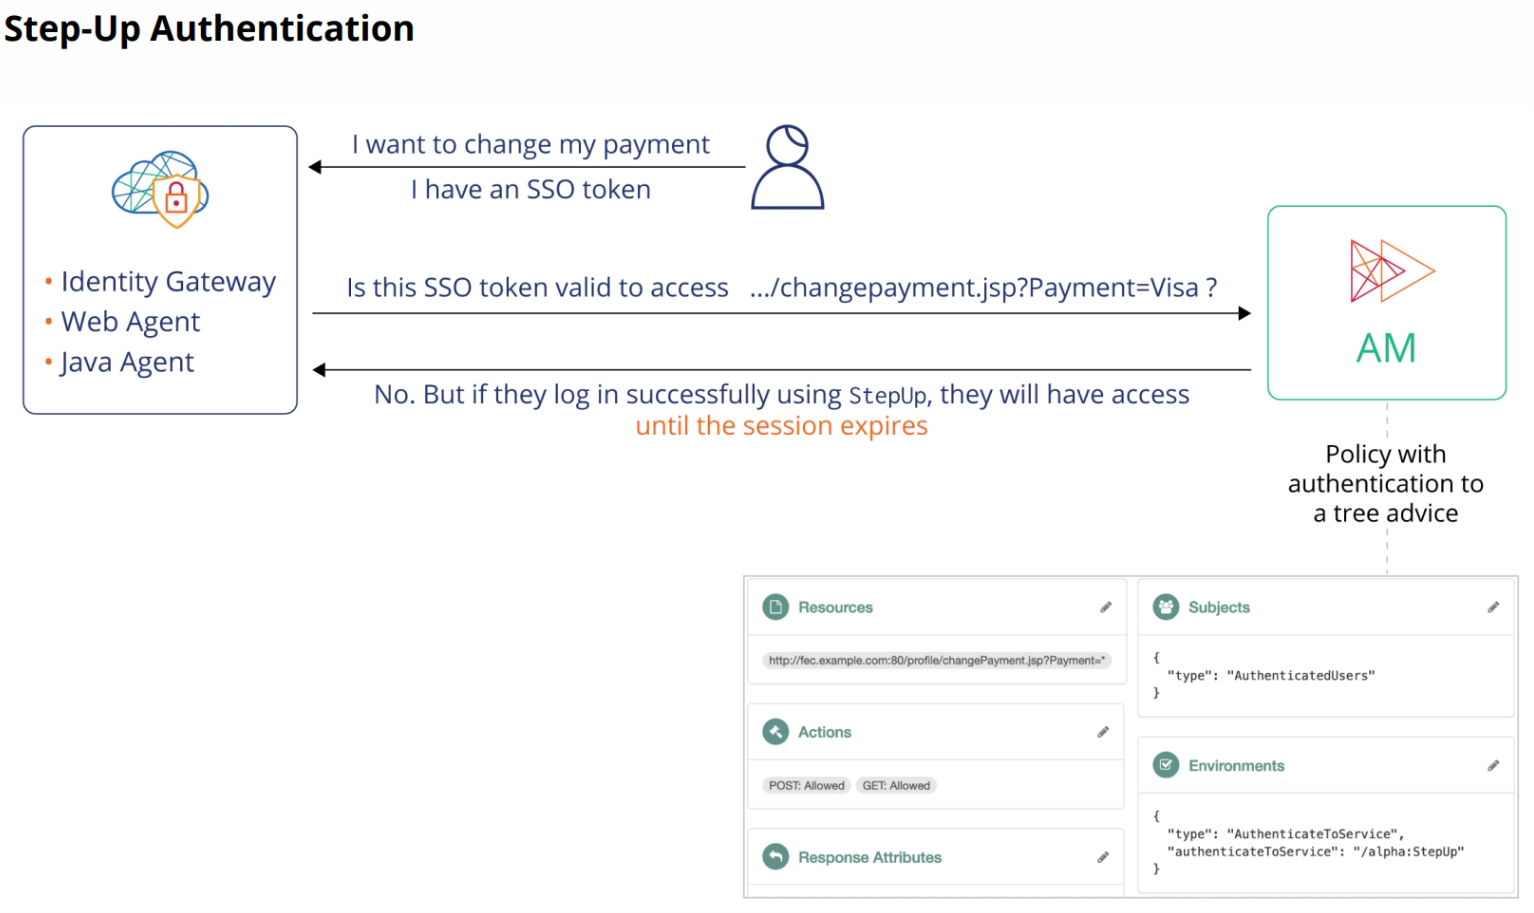 Step-Up Authentication
I want to change my payment
I have an SSO token
• Identity Gateway
• Web Agent
• Java Agent
Is this SSO token valid to access .../changepayment.jsp?Payment=Visa ?
No. But if they log in successfully using StepUp, they will have access
until the session expires
AM
Policy with
authentication to
a tree advice
Resources
http://fec.example.com:80/profile/changePayment.jsp?Payment=*
Actions
POST: Allowed GET: Allowed
Response Attributes
Subjects
{
"type": "AuthenticatedUsers"
}
Environments
{
"type": "AuthenticateToService",
"authenticateToService": "/alpha:StepUp"
}